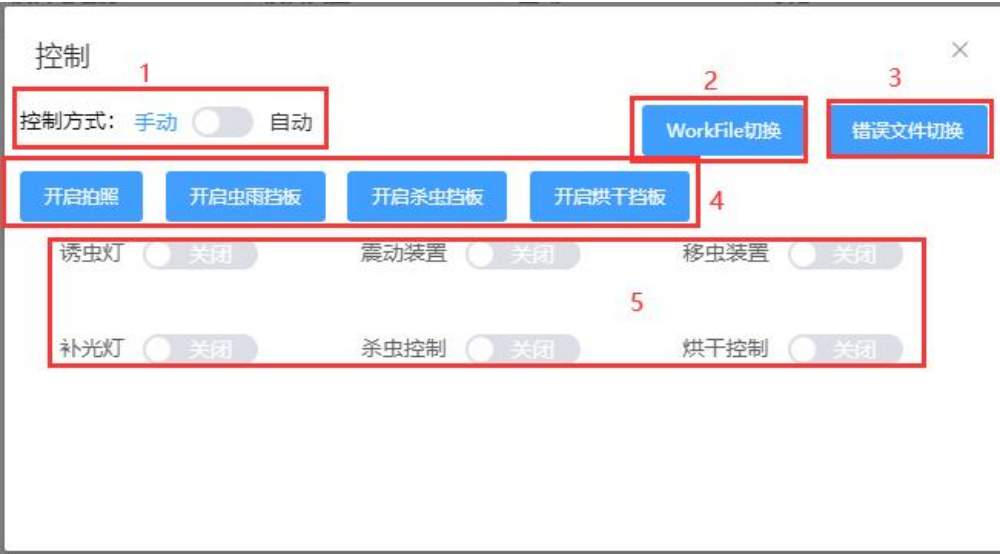 控制
1
2
3
控制方式： 手动 自动
WorkFile切换
错误文件切换
开启拍照 开启虫雨挡板 开启杀虫挡板 开启烘干挡板
4
诱虫灯 关闭 震动装置 关闭 移虫装置 关闭
5
补光灯 关闭 杀虫控制 关闭 烘干控制 关闭